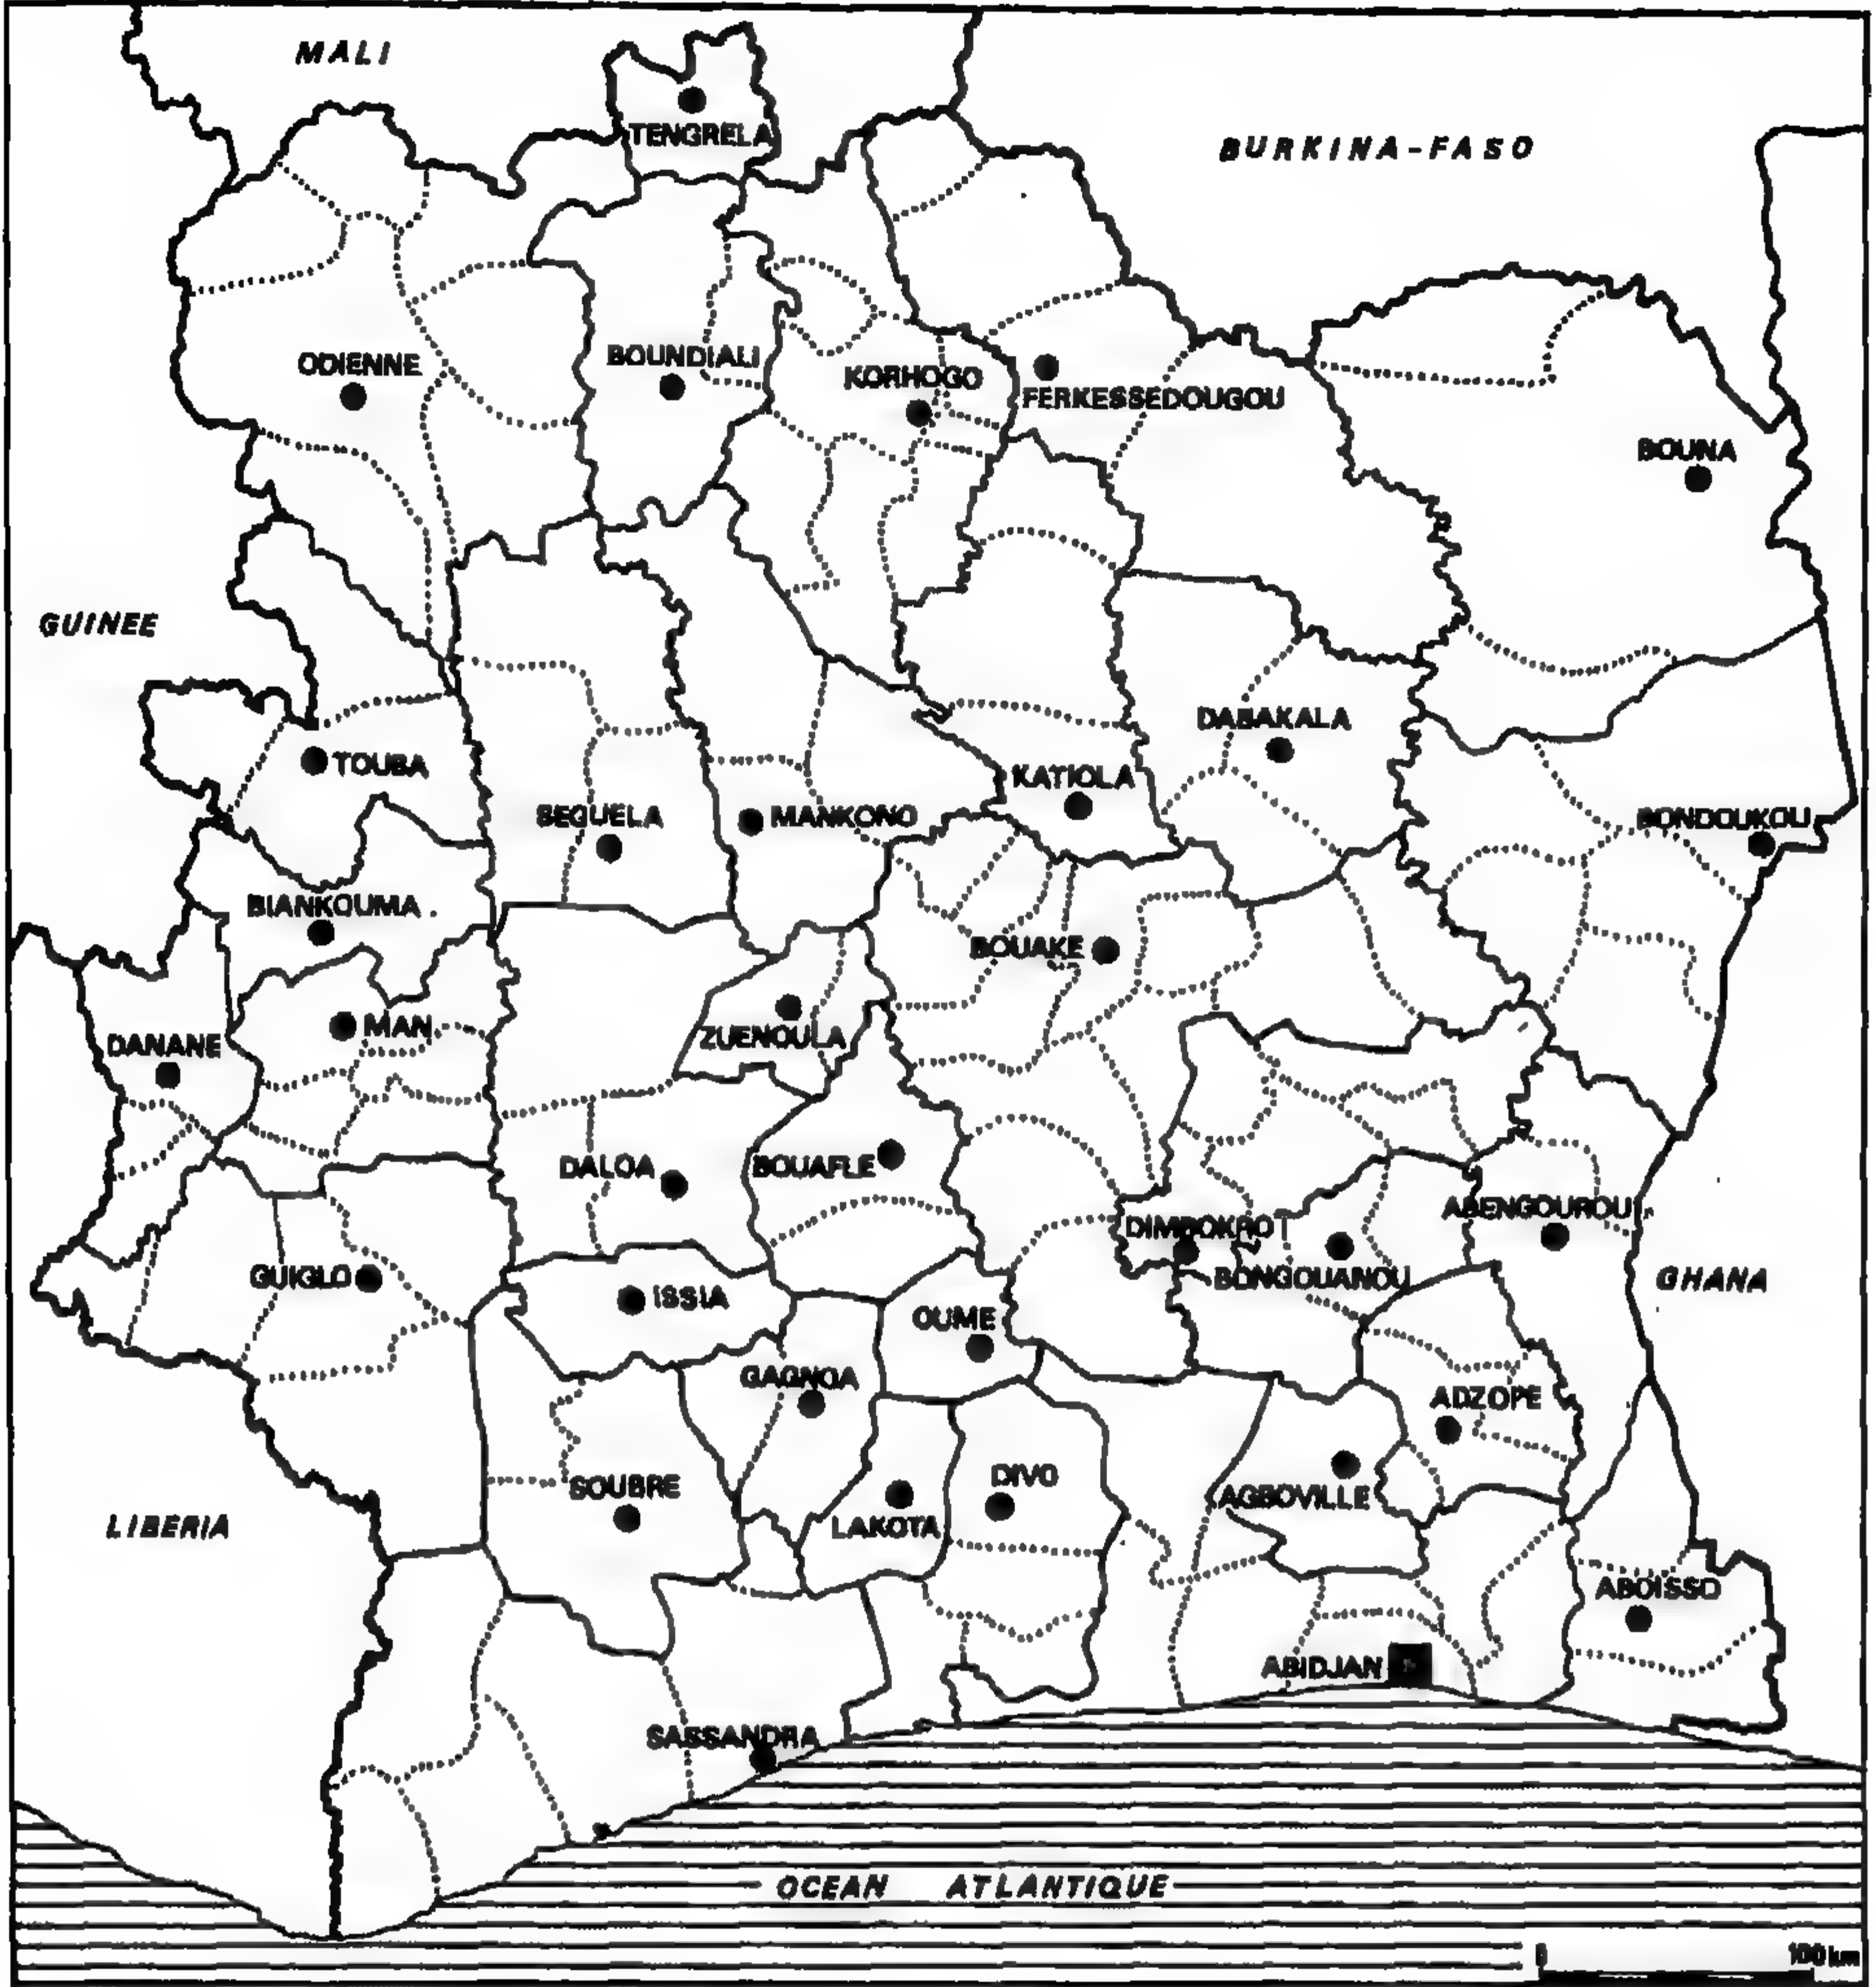 MALI
TENGRELA
BURKINA-FASO
ODIENNE
BOUNDIALI
KORHOGO
FERKESSEDOUGOU
BOUNA
GUINEE
TOUBA
DABAKALA
SEGUELA
MANKONO
KATIOLA
BONDOUKOU
BIANKOUMA
BOUAKE
MAN
DANANE
ZUENOULA
DALOA
BOUAFLE
DIMBOKRO
ABENGOUROU
GUIGLO
ISSIA
BONGOUANOU
GHANA
OUME
GAGNOA
ADZOPE
SOUBRE
DIVO
AGBOVILLE
LIBERIA
LAKOTA
ABOISSO
ABIDJAN
SASSANDRA
OCEAN ATLANTIQUE
0 100 km